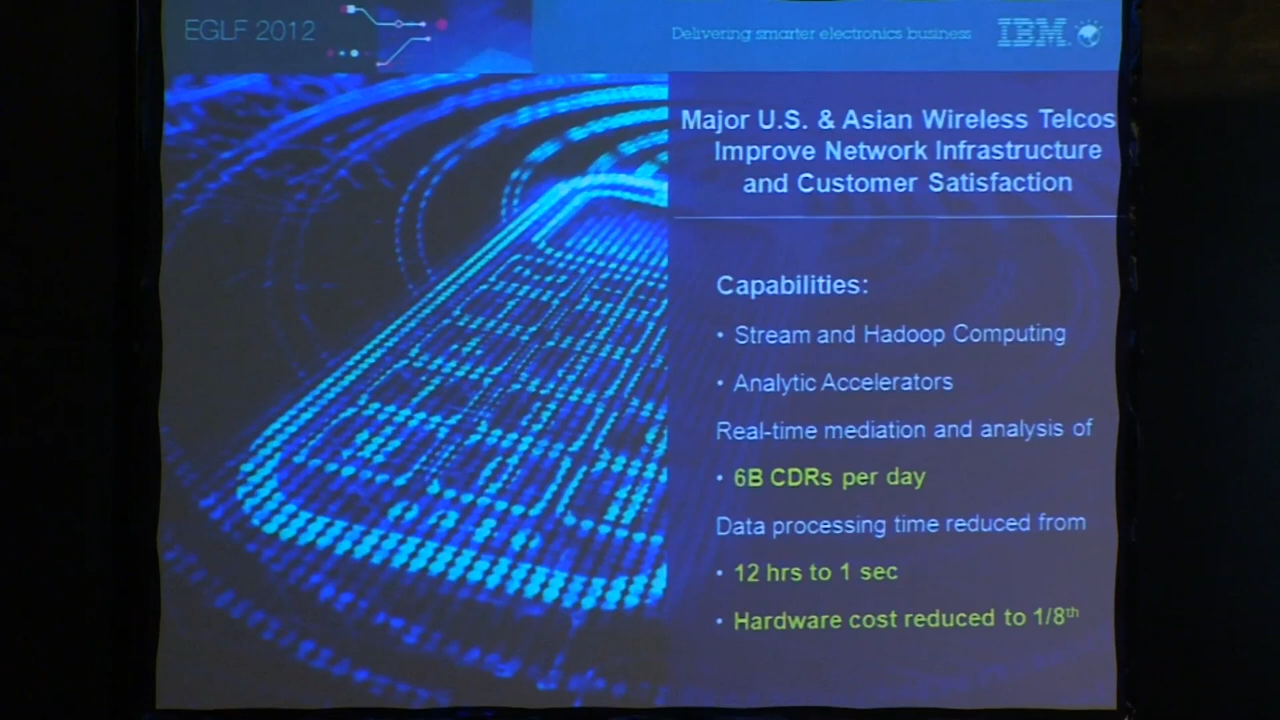 EGLF 2012
Delivering smarter electronics business
IBM.
Major U.S. & Asian Wireless Telcos
Improve Network Infrastructure
and Customer Satisfaction
Capabilities:
• Stream and Hadoop Computing
• Analytic Accelerators
Real-time mediation and analysis of
• 6B CDRs per day
Data processing time reduced from
• 12 hrs to 1 sec
• Hardware cost reduced to 1/8th